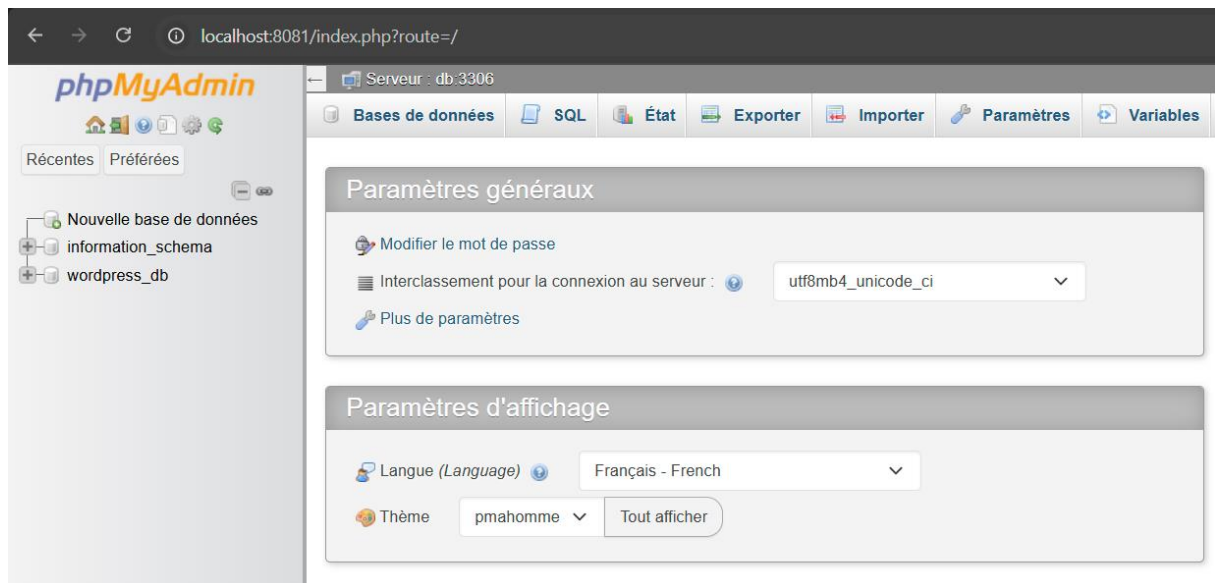 localhost:8081/index.php?route=/
phpMyAdmin
Récentes Préférées
Nouvelle base de données
information_schema
wordpress_db
Serveur : db:3306
Bases de données SQL État Exporter Importer Paramètres Variables
Paramètres généraux
Modifier le mot de passe
Interclassement pour la connexion au serveur : utf8mb4_unicode_ci
Plus de paramètres
Paramètres d'affichage
Langue (Language) Français - French
Thème pmahomme Tout afficher